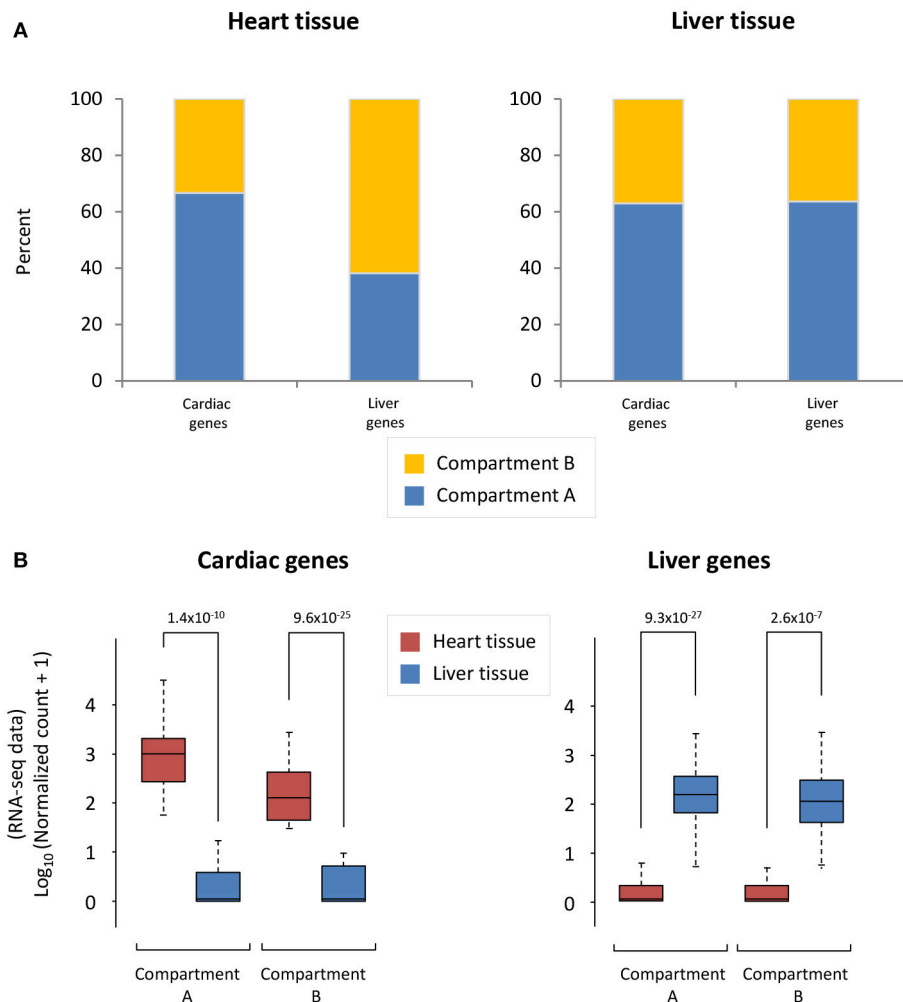 A
Heart tissue
Liver tissue
Percent
100
80
60
40
20
0
Cardiac
genes
Liver
genes
100
80
60
40
20
0
Cardiac
genes
Liver
genes
Compartment B
Compartment A
B
Cardiac genes
Liver genes
1.4x10⁻¹⁰
9.6x10⁻²⁵
Heart tissue
Liver tissue
9.3x10⁻²⁷
2.6x10⁻⁷
(RNA-seq data)
Log₁₀ (Normalized count + 1)
4
3
2
1
0
4
3
2
1
0
Compartment
A
Compartment
B
Compartment
A
Compartment
B